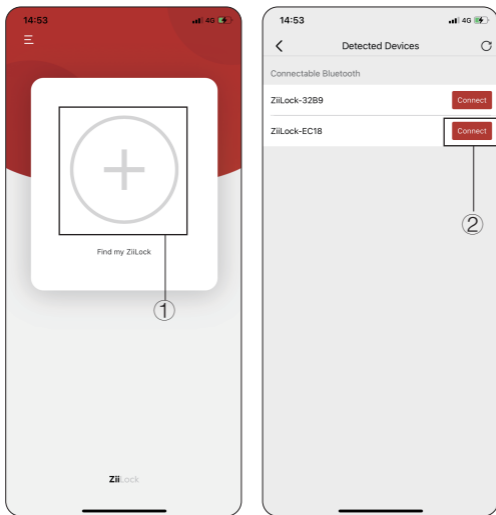 14:53
4G
Find my ZiiLock
①
ZiiLock
14:53
4G
Detected Devices
Connectable Bluetooth
ZiiLock-32B9 Connect
ZiiLock-EC18 Connect
②